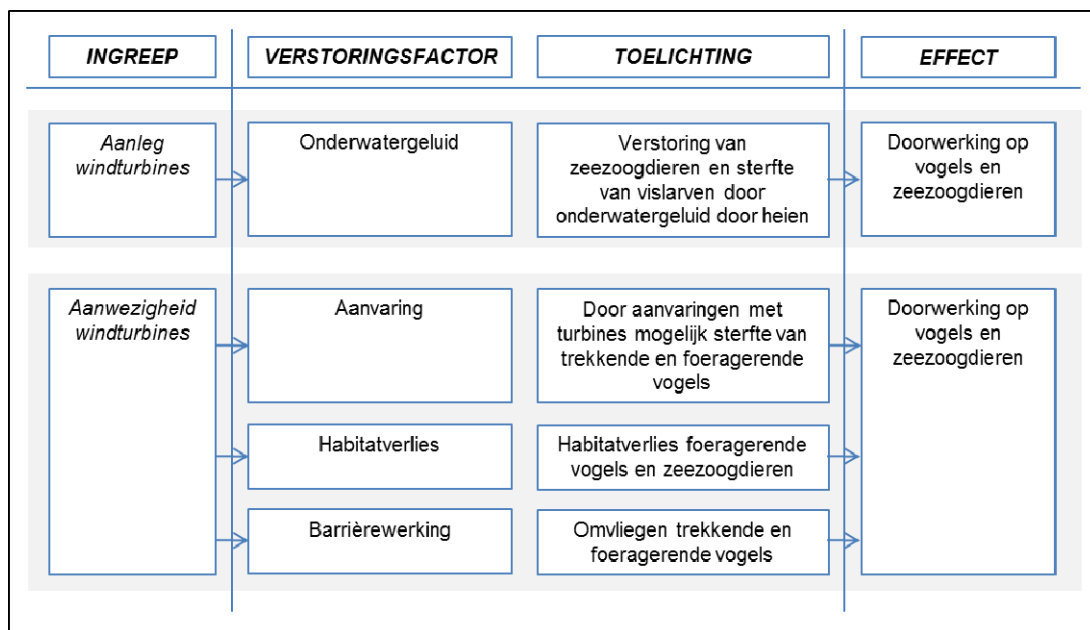 INGREEP
VERSTORINGSFACTOR
TOELICHTING
EFFECT
Aanleg
windturbines
Onderwatergeluid
Verstoring van
zeezoogdieren en sterfte
van vislarven door
onderwatergeluid door heien
Doorwerking op
vogels en
zeezoogdieren
Aanwezigheid
windturbines
Aanvaring
Door aanvaringen met
turbines mogelijk sterfte van
trekkende en foeragerende
vogels
Doorwerking op
vogels en
zeezoogdieren
Habitatverlies
Habitatverlies foeragerende
vogels en zeezoogdieren
Barrièrewerking
Omvliegen trekkende en
foeragerende vogels